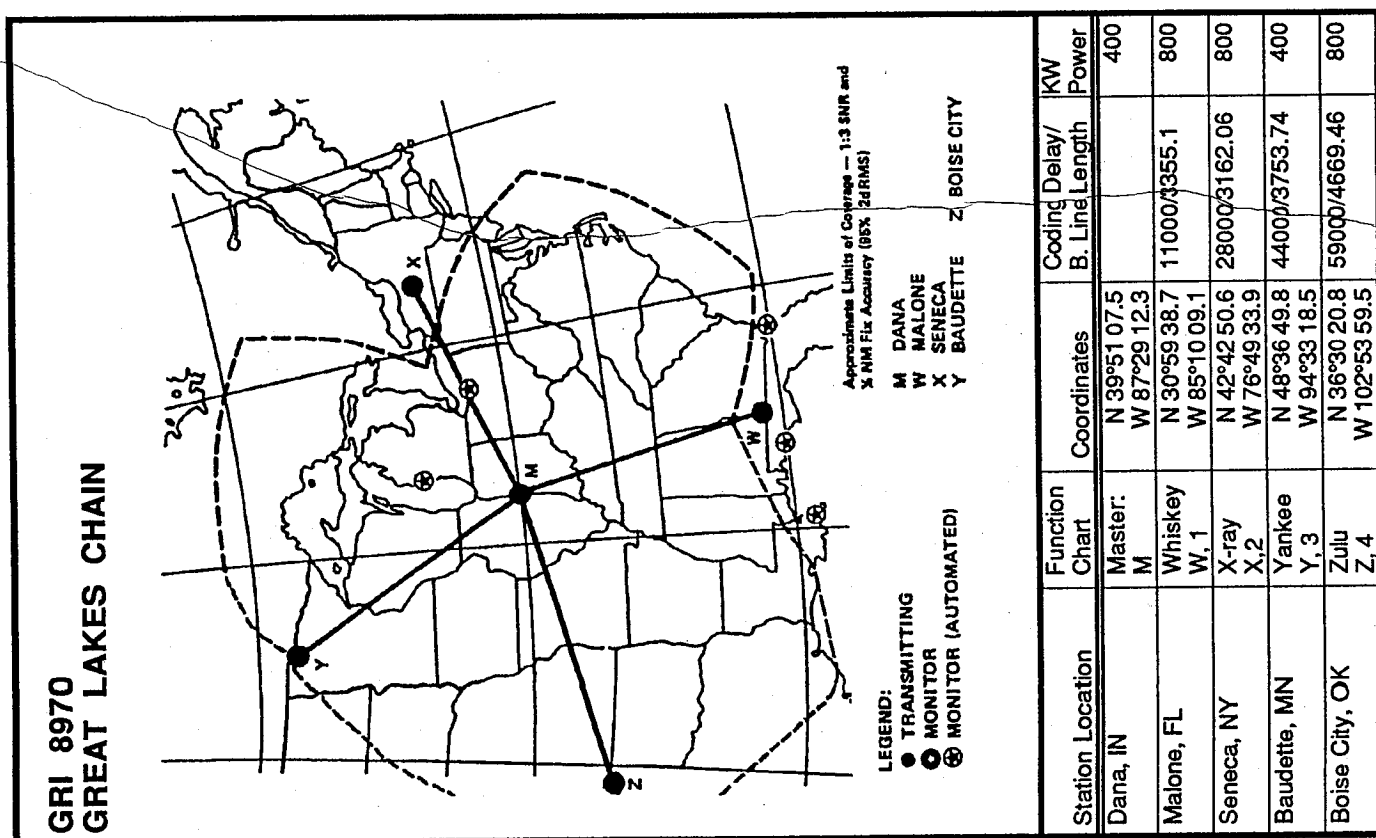 GRI 8970
GREAT LAKES CHAIN
Y
X
M
Z
W
Approximate Limits of Coverage — 1:3 SNR and
¼ NM Fix Accuracy (95% 2dRMS)
LEGEND:
TRANSMITTING
MONITOR
MONITOR (AUTOMATED)
M DANA
W MALONE
X SENECA
Y BAUDETTE Z BOISE CITY
Station Location Function Chart Coordinates Coding Delay/ B. Line Length KW Power
Dana, IN Master: M N 39°51 07.5 W 87°29 12.3 400
Malone, FL Whiskey W, 1 N 30°59 38.7 W 85°10 09.1 11000/3355.1 800
Seneca, NY X-ray X,2 N 42°42 50.6 W 76°49 33.9 28000/3162.06 800
Baudette, MN Yankee Y, 3 N 48°36 49.8 W 94°33 18.5 44000/3753.74 400
Boise City, OK Zulu Z, 4 N 36°30 20.8 W 102°53 59.5 59000/4669.46 800